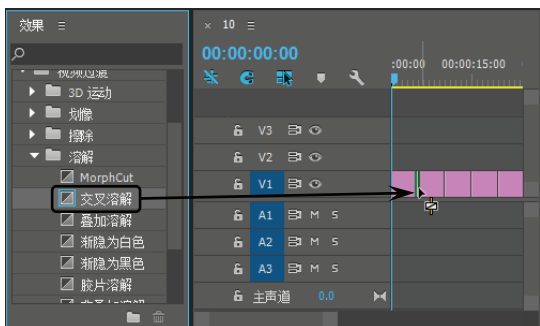 效果
视频过渡
3D 运动
划像
擦除
溶解
MorphCut
交叉溶解
叠加溶解
渐隐为白色
渐隐为黑色
胶片溶解
× 10
00:00:00:00
:00:00 00:00:15:00
V3
V2
V1
A1 M S
A2 M S
A3 M S
主声道 0.0